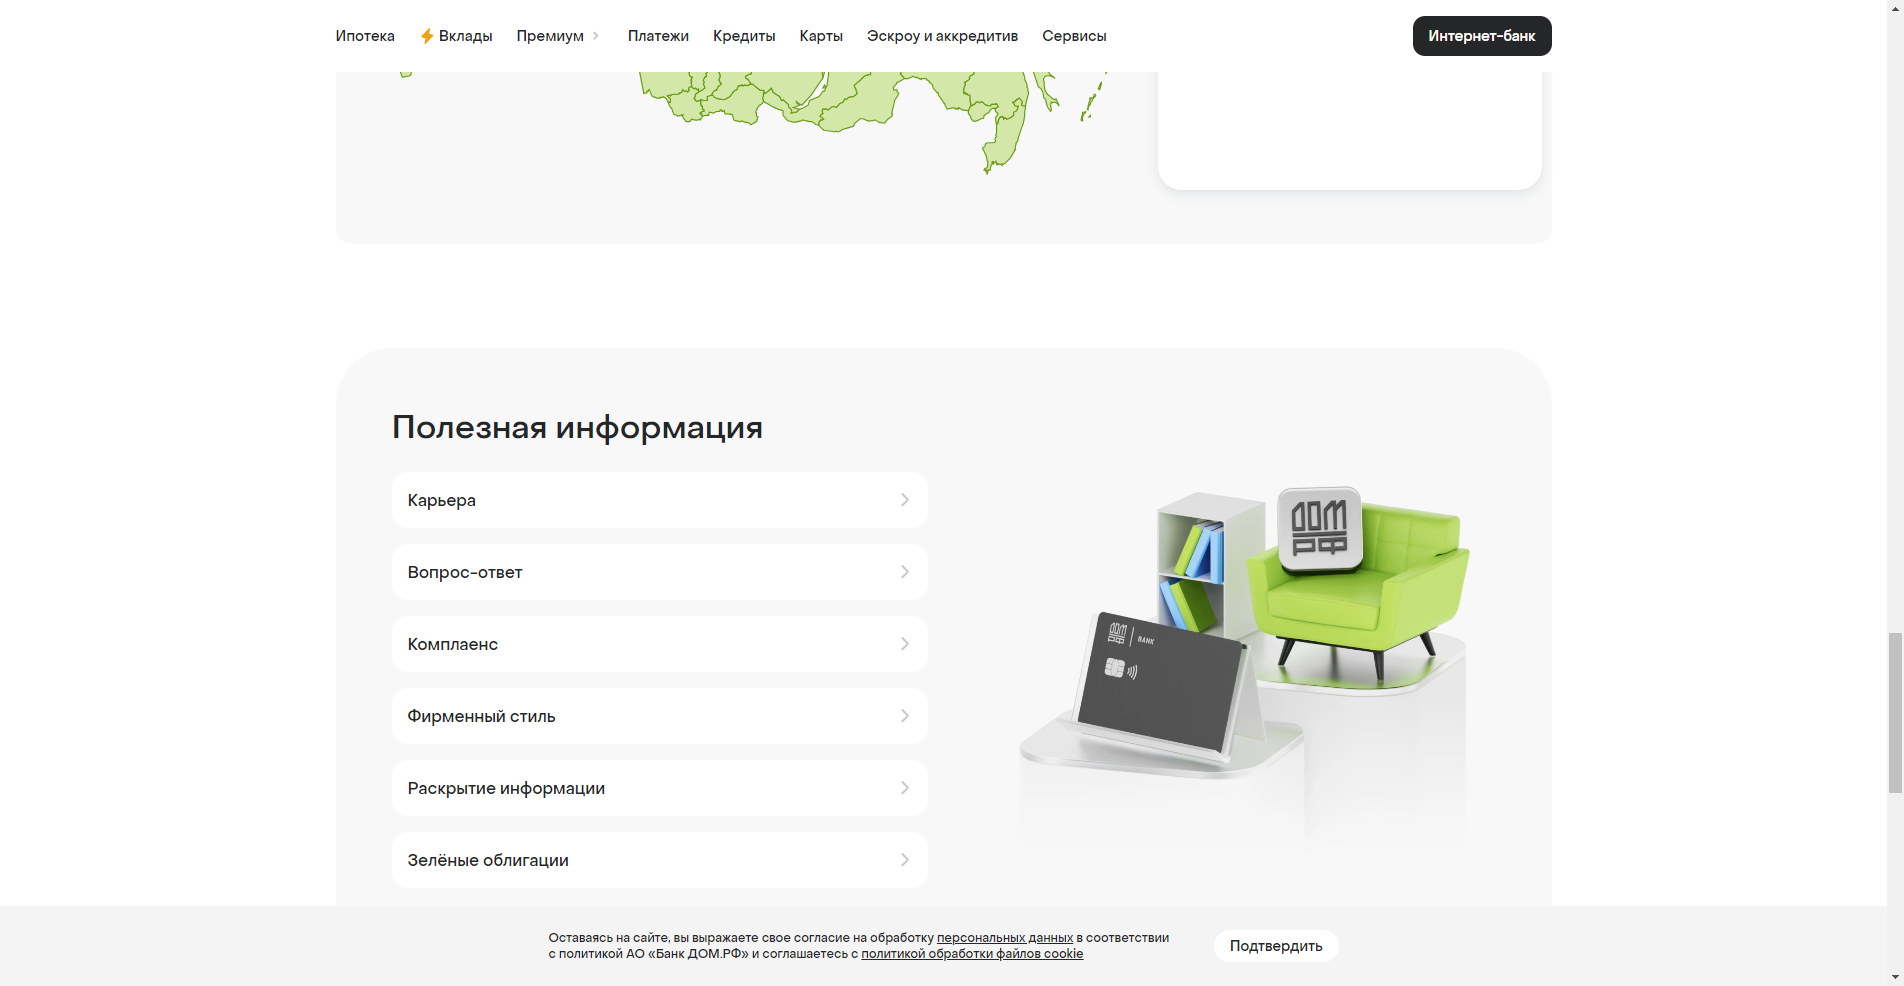 Ипотека
Вклады
Премиум
Платежи
Кредиты
Карты
Эскроу и аккредитив
Сервисы
Интернет-банк
Полезная информация
Карьера
Вопрос-ответ
Комплаенс
Фирменный стиль
Раскрытие информации
Зелёные облигации
ДОМ
РФ
ДОМ
РФ
БАНК
Оставаясь на сайте, вы выражаете свое согласие на обработку персональных данных в соответствии
с политикой АО «Банк ДОМ.РФ» и соглашаетесь с политикой обработки файлов cookie
Подтвердить